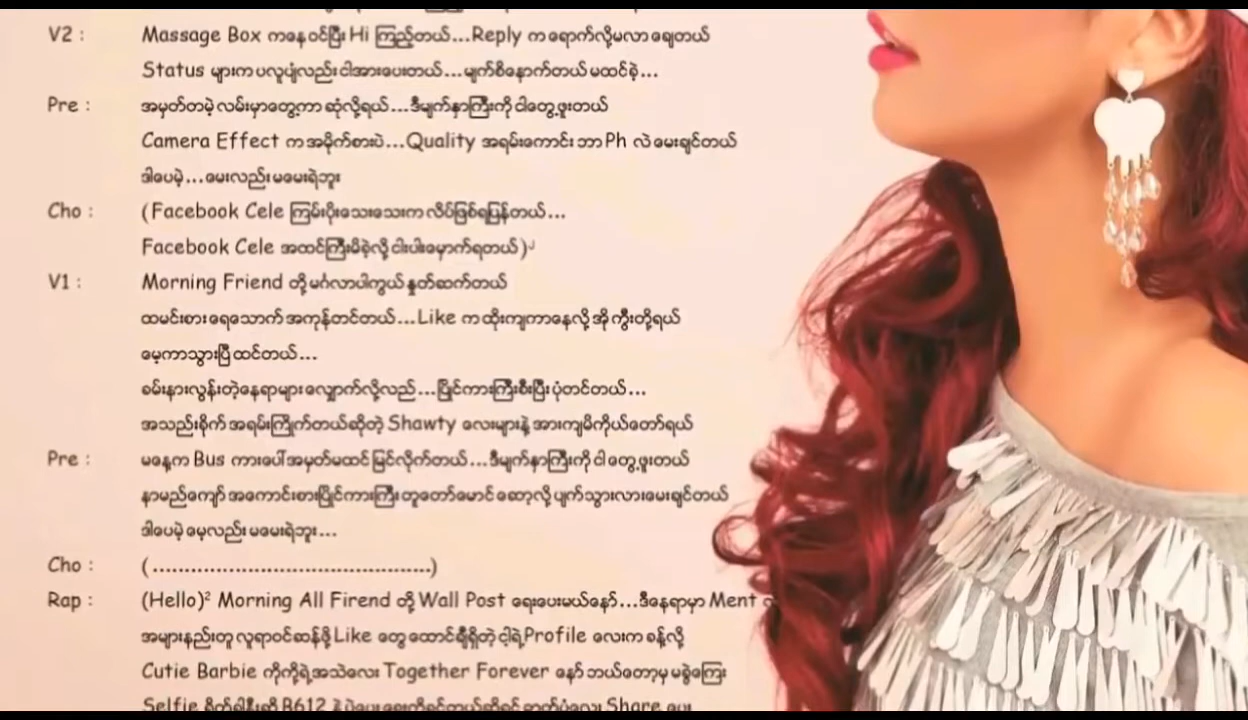 V2 : Massage Box ကနေ ဝင်ပြီး Hi ကြည့်တယ်...Reply က ရောက်လို့မလာ ချေတယ်
Status များက ပလူပျံလည်း ငါအားပေးတယ်...မျက်စိနောက်တယ် မထင်ခဲ့...
Pre : အမှတ်တမဲ့ လမ်းမှာတွေ့ကာ ဆုံလို့ရယ်...ဒီမျက်နှာကြီးကို ငါတွေ့ဖူးတယ်
Camera Effect က အမိုက်စားပဲ...Quality အရမ်းကောင်း ဘာ Ph လဲ မေးချင်တယ်
ဒါပေမဲ့...မေးလည်း မမေးရဲဘူး
Cho : (Facebook Cele ကြမ်းပိုးသေးသေးက လိပ်ဖြစ်ရပြန်တယ်...
Facebook Cele အထင်ကြီးမိခဲ့လို့ ငါးပါးမှောက်ရတယ်)၂
V1 : Morning Friend တို့ မင်္ဂလာပါကွယ် နှုတ်ဆက်တယ်
ထမင်းစား ရေသောက် အကုန်တင်တယ်...Like က ထိုးကျကာနေလို့ အို ကွီးတို့ရယ်
မေ့ကာသွားပြီ ထင်တယ်...
ခမ်းနားလွန်းတဲ့နေရာများ လျှောက်လို့လည်...ပြိုင်ကားကြီးစီးပြီး ပုံတင်တယ်...
အသည်းခိုက် အရမ်းကြိုက်တယ်ဆိုတဲ့ Shawty လေးများနဲ့ အားကျမိကိုယ်တော်ရယ်
Pre : မနေ့က Bus ကားပေါ် အမှတ်မထင် မြင်လိုက်တယ်...ဒီမျက်နှာကြီးကို ငါ တွေ့ဖူးတယ်
နာမည်ကျော် အကောင်းစားပြိုင်ကားကြီး တူတော်မောင် ဆော့လို့ ပျက်သွားလား မေးချင်တယ်
ဒါပေမဲ့ မေ့လည်း မမေးရဲဘူး...
Cho : (............................................)
Rap : (Hello)² Morning All Firend တို့ Wall Post ရေးပေးမယ်နော်...ဒီနေရာမှာ Ment
အများနည်းတူ လူရာဝင်ဆန်ဖို့ Like တွေ ထောင်ချီရှိတဲ့ ငါ့ရဲ့ Profile လေးက ခန့်လို့
Cutie Barbie ကိုကို့ရဲ့အသဲလေး Together Forever နော် ဘယ်တော့မှ မခွဲကြေး
Selfie B612 Share ပေး